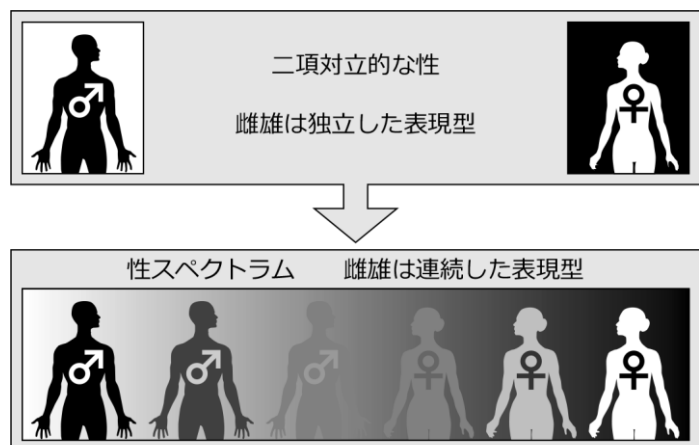 二項対立的な性
雌雄は独立した表現型
性スペクトラム　雌雄は連続した表現型